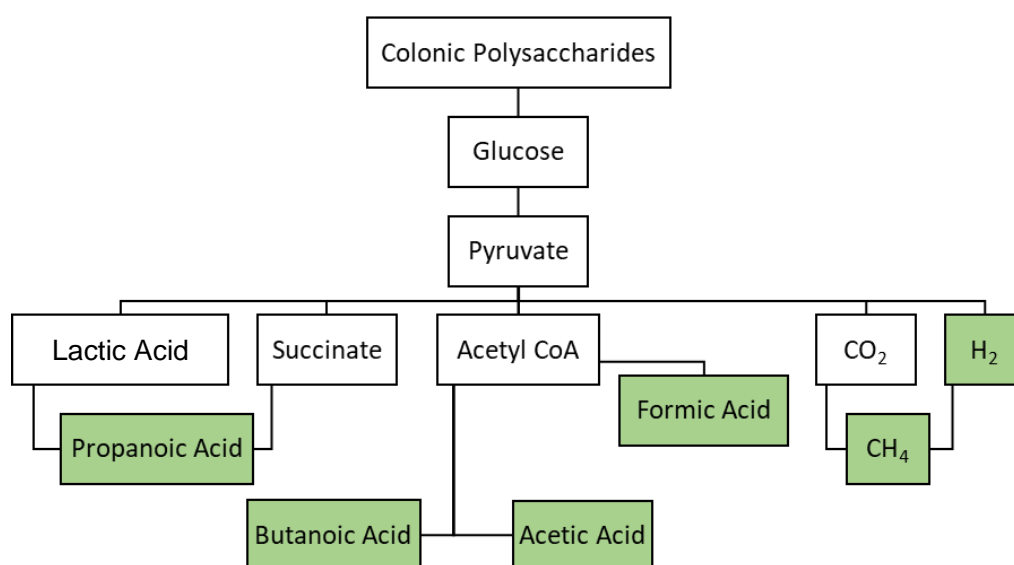 Colonic Polysaccharides
Glucose
Pyruvate
Lactic Acid
Succinate
Acetyl CoA
CO₂
H₂
Formic Acid
Propanoic Acid
CH₄
Butanoic Acid
Acetic Acid